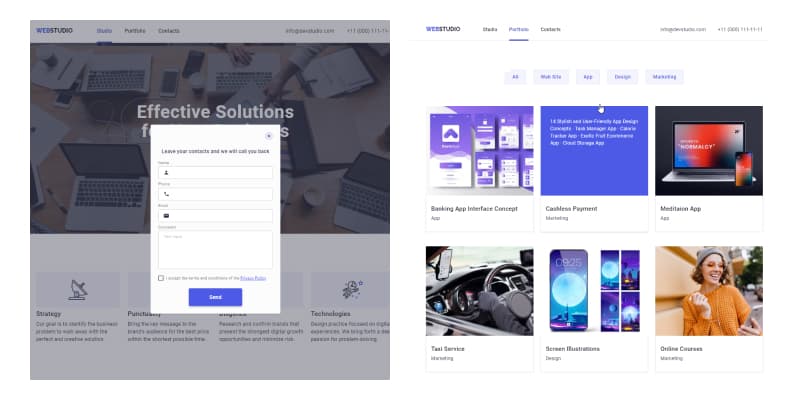 WEBSTUDIO
Studio
Portfolio
Contacts
info@devstudio.com
+11 (000) 111-11-
Effective Solutions
Leave your contacts and we will call you back
Name
Phone
Email
Comment
I accept the terms and conditions of the Privacy Policy
Send
Strategy
Our goal is to identify the business
problem to walk away with the
perfect and creative solution.
Bring the key message to the
brand's audience for the best price
within the shortest possible time.
Research and confirm brands that
present the strongest digital growth
opportunities and minimize risk.
Technologies
Design practice focused on digital
experiences. We bring forth a deep
passion for problem-solving.
WEBSTUDIO
Studio
Portfolio
Contacts
info@devstudio.com
+11 (000) 111-11-11
All
Web Site
App
Design
Marketing
14 Stylish and User-Friendly App Design
Concepts · Task Manager App · Calorie
Tracker App · Exotic Fruit Ecommerce
App · Cloud Storage App
"NORMALCY"
Banking App Interface Concept
App
Cashless Payment
Marketing
Meditaion App
App
09:25
Taxi Service
Marketing
Screen Illustrations
Design
Online Courses
Marketing